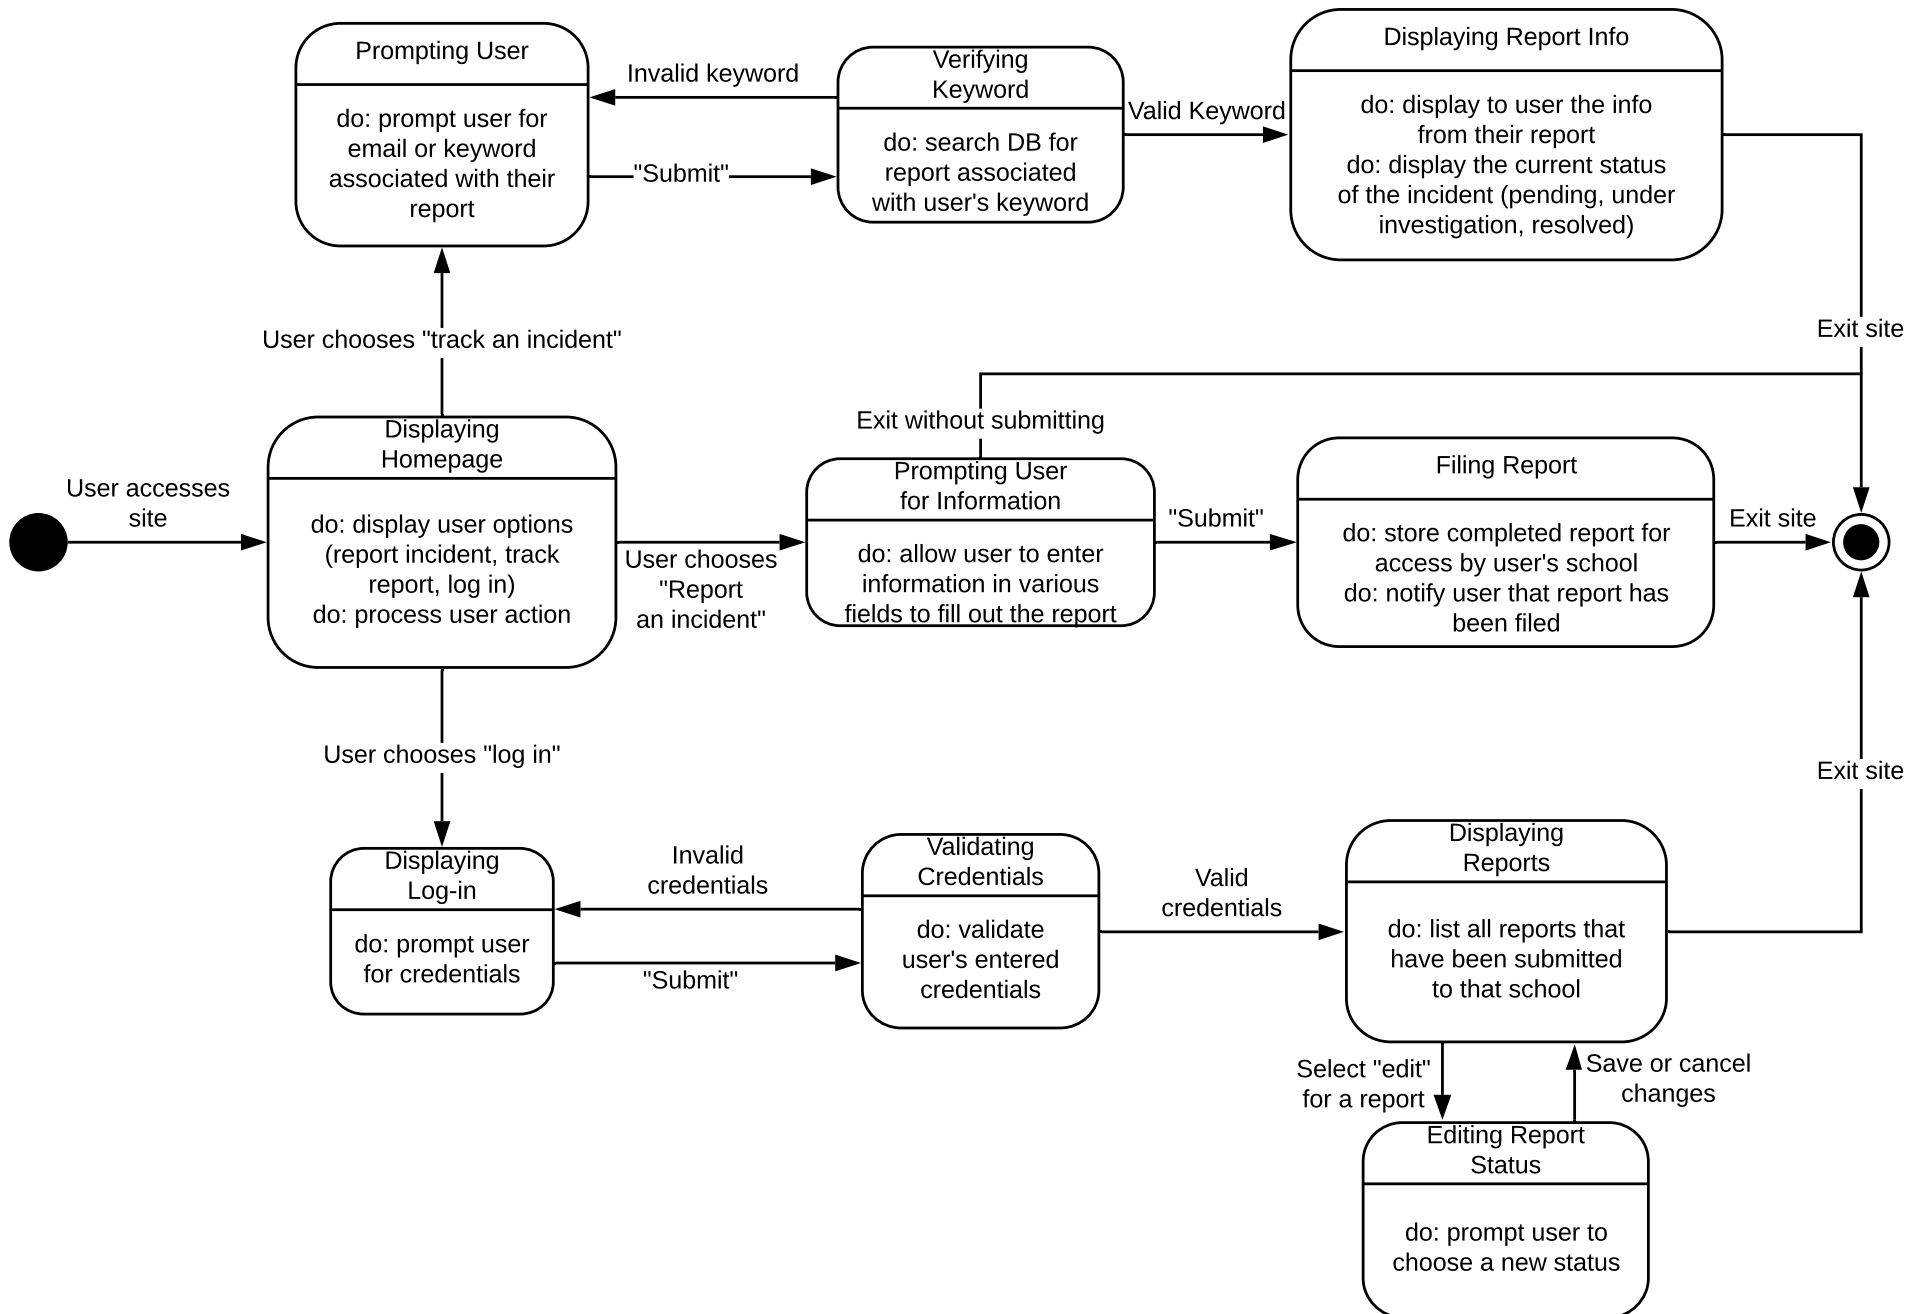 Prompting User
do: prompt user for
email or keyword
associated with their
report
Invalid keyword
"Submit"
Verifying
Keyword
do: search DB for
report associated
with user's keyword
Valid Keyword
Displaying Report Info
do: display to user the info
from their report
do: display the current status
of the incident (pending, under
investigation, resolved)
Exit site
User chooses "track an incident"
User accesses
site
Displaying
Homepage
do: display user options
(report incident, track
report, log in)
do: process user action
User chooses
"Report
an incident"
Exit without submitting
Prompting User
for Information
do: allow user to enter
information in various
fields to fill out the report
"Submit"
Filing Report
do: store completed report for
access by user's school
do: notify user that report has
been filed
Exit site
User chooses "log in"
Displaying
Log-in
do: prompt user
for credentials
Invalid
credentials
"Submit"
Validating
Credentials
do: validate
user's entered
credentials
Valid
credentials
Displaying
Reports
do: list all reports that
have been submitted
to that school
Exit site
Select "edit"
for a report
Save or cancel
changes
Editing Report
Status
do: prompt user to
choose a new status